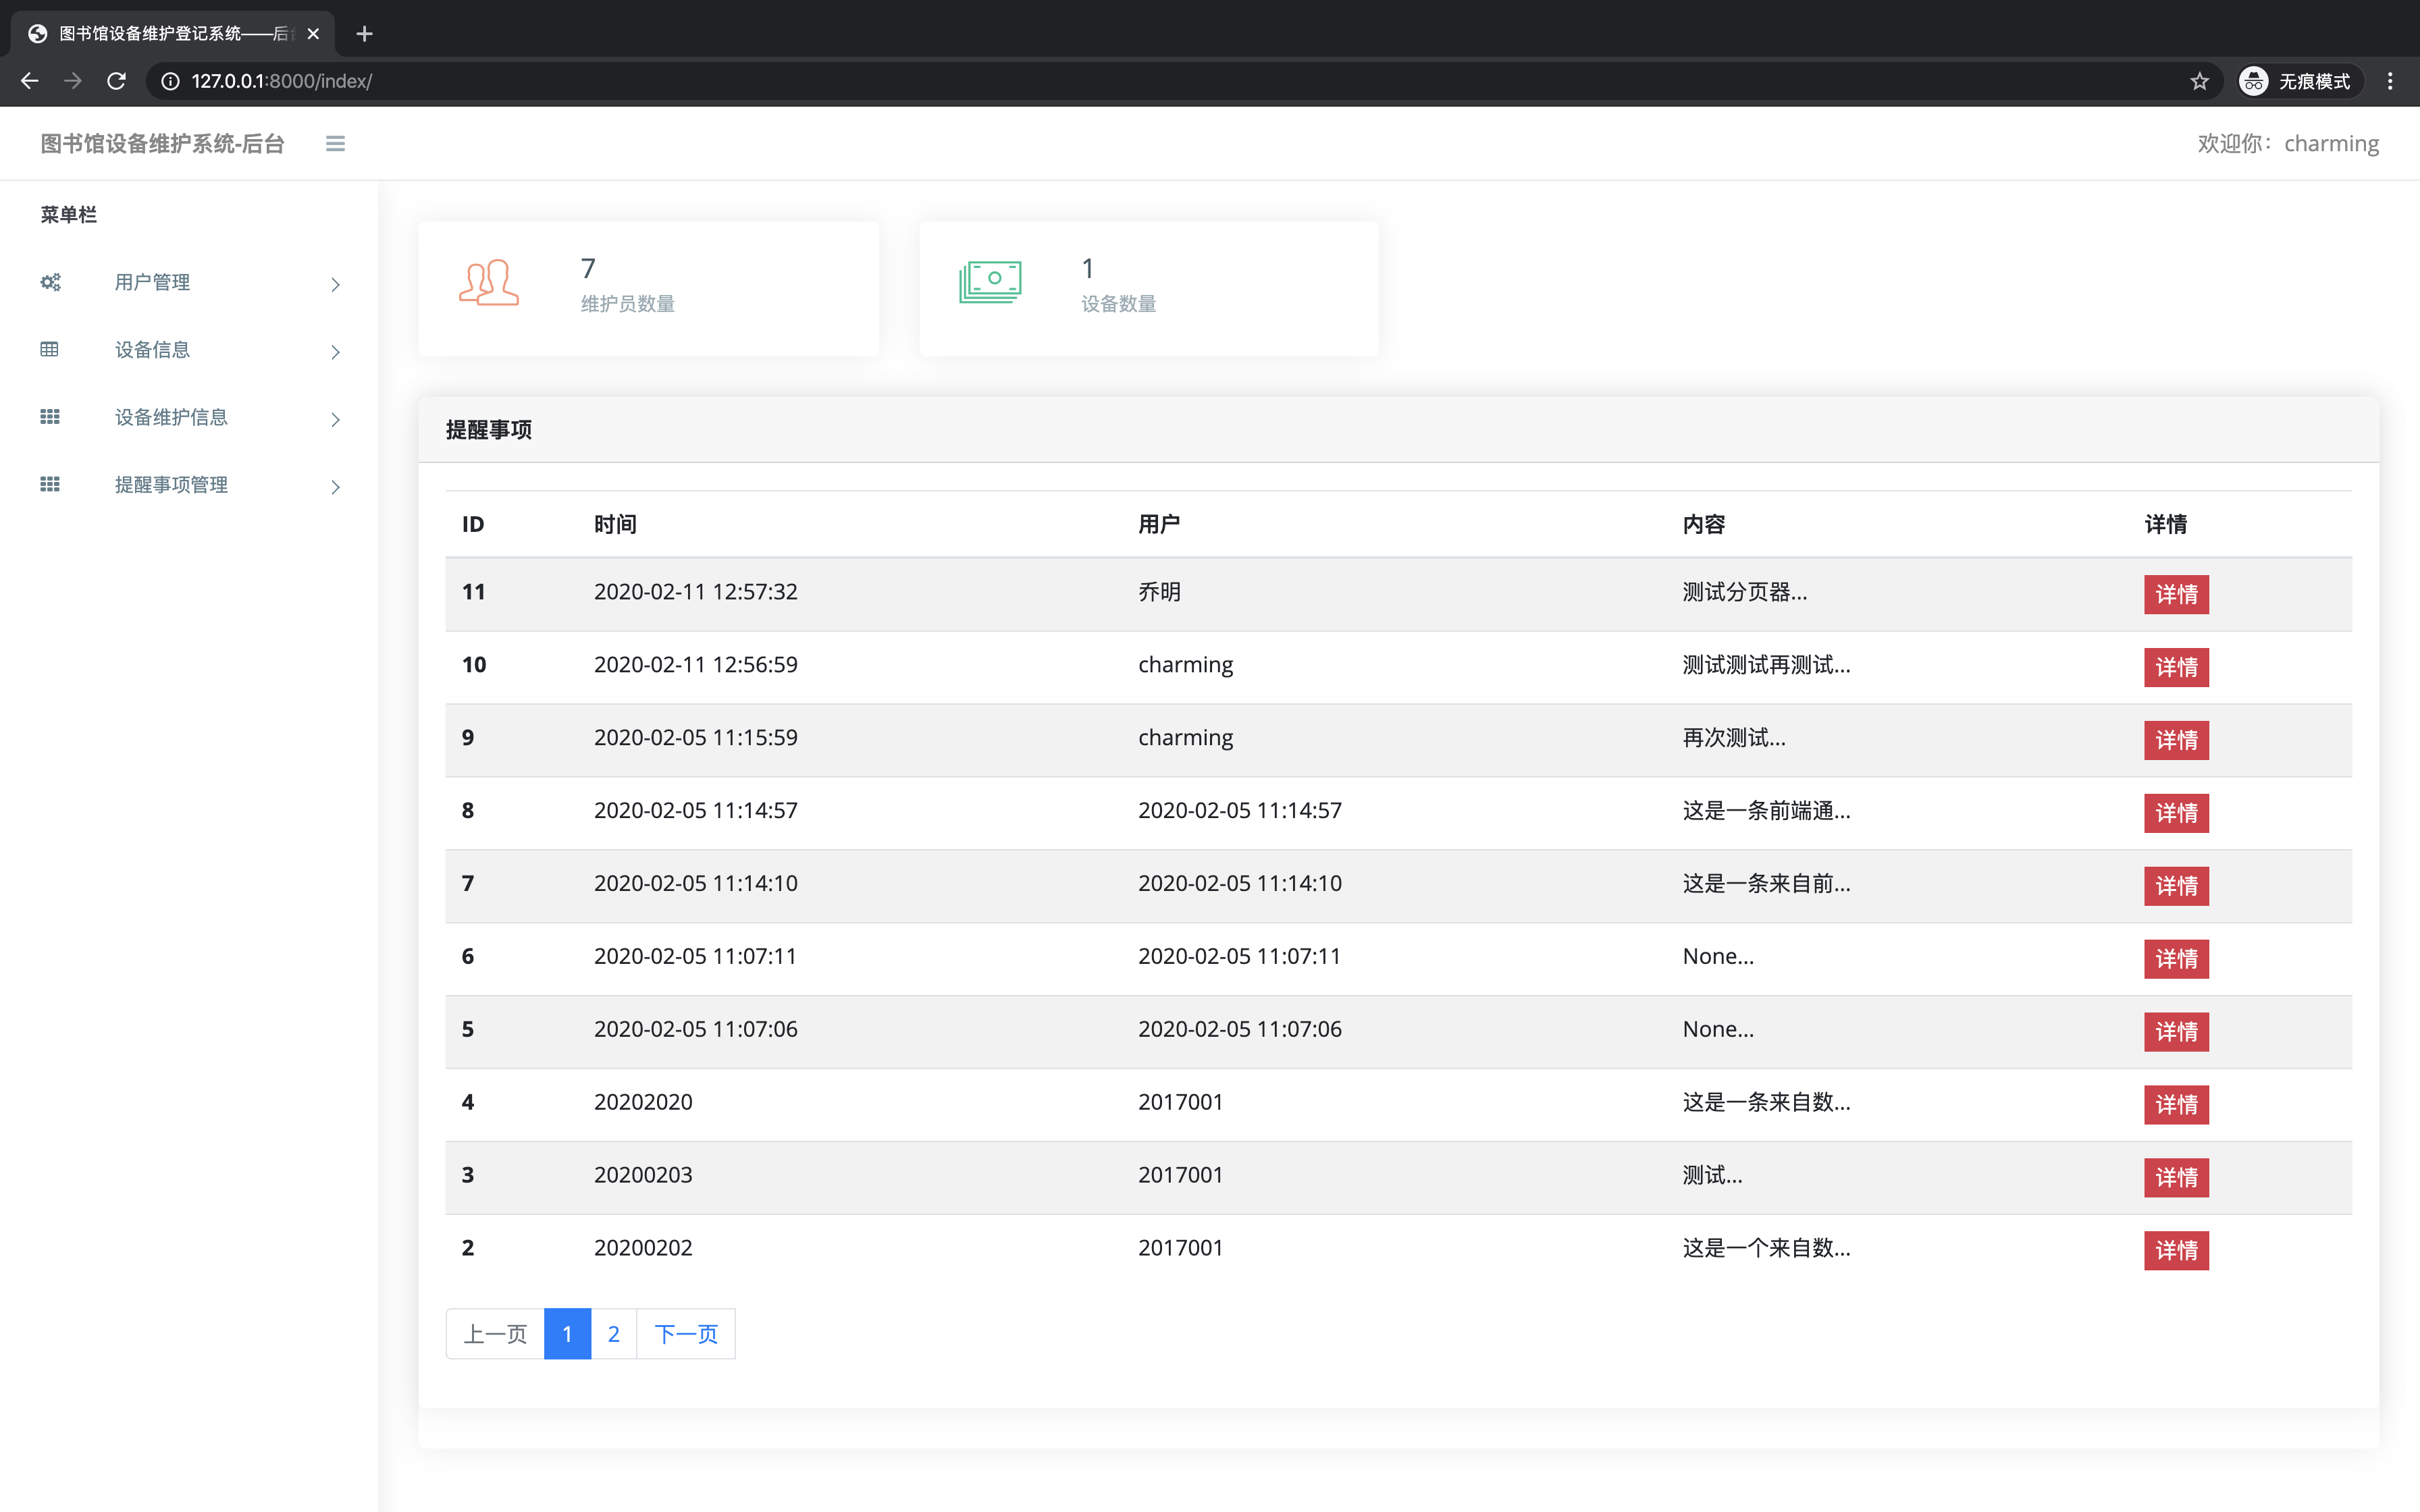 图书馆设备维护登记系统——后
127.0.0.1:8000/index/
无痕模式
图书馆设备维护系统-后台
欢迎你：charming
菜单栏
用户管理
设备信息
设备维护信息
提醒事项管理
7
维护员数量
1
设备数量
提醒事项
ID 时间 用户 内容 详情
11 2020-02-11 12:57:32 乔明 测试分页器... 详情
10 2020-02-11 12:56:59 charming 测试测试再测试... 详情
9 2020-02-05 11:15:59 charming 再次测试... 详情
8 2020-02-05 11:14:57 2020-02-05 11:14:57 这是一条前端通... 详情
7 2020-02-05 11:14:10 2020-02-05 11:14:10 这是一条来自前... 详情
6 2020-02-05 11:07:11 2020-02-05 11:07:11 None... 详情
5 2020-02-05 11:07:06 2020-02-05 11:07:06 None... 详情
4 20202020 2017001 这是一条来自数... 详情
3 20200203 2017001 测试... 详情
2 20200202 2017001 这是一个来自数... 详情
上一页 1 2 下一页